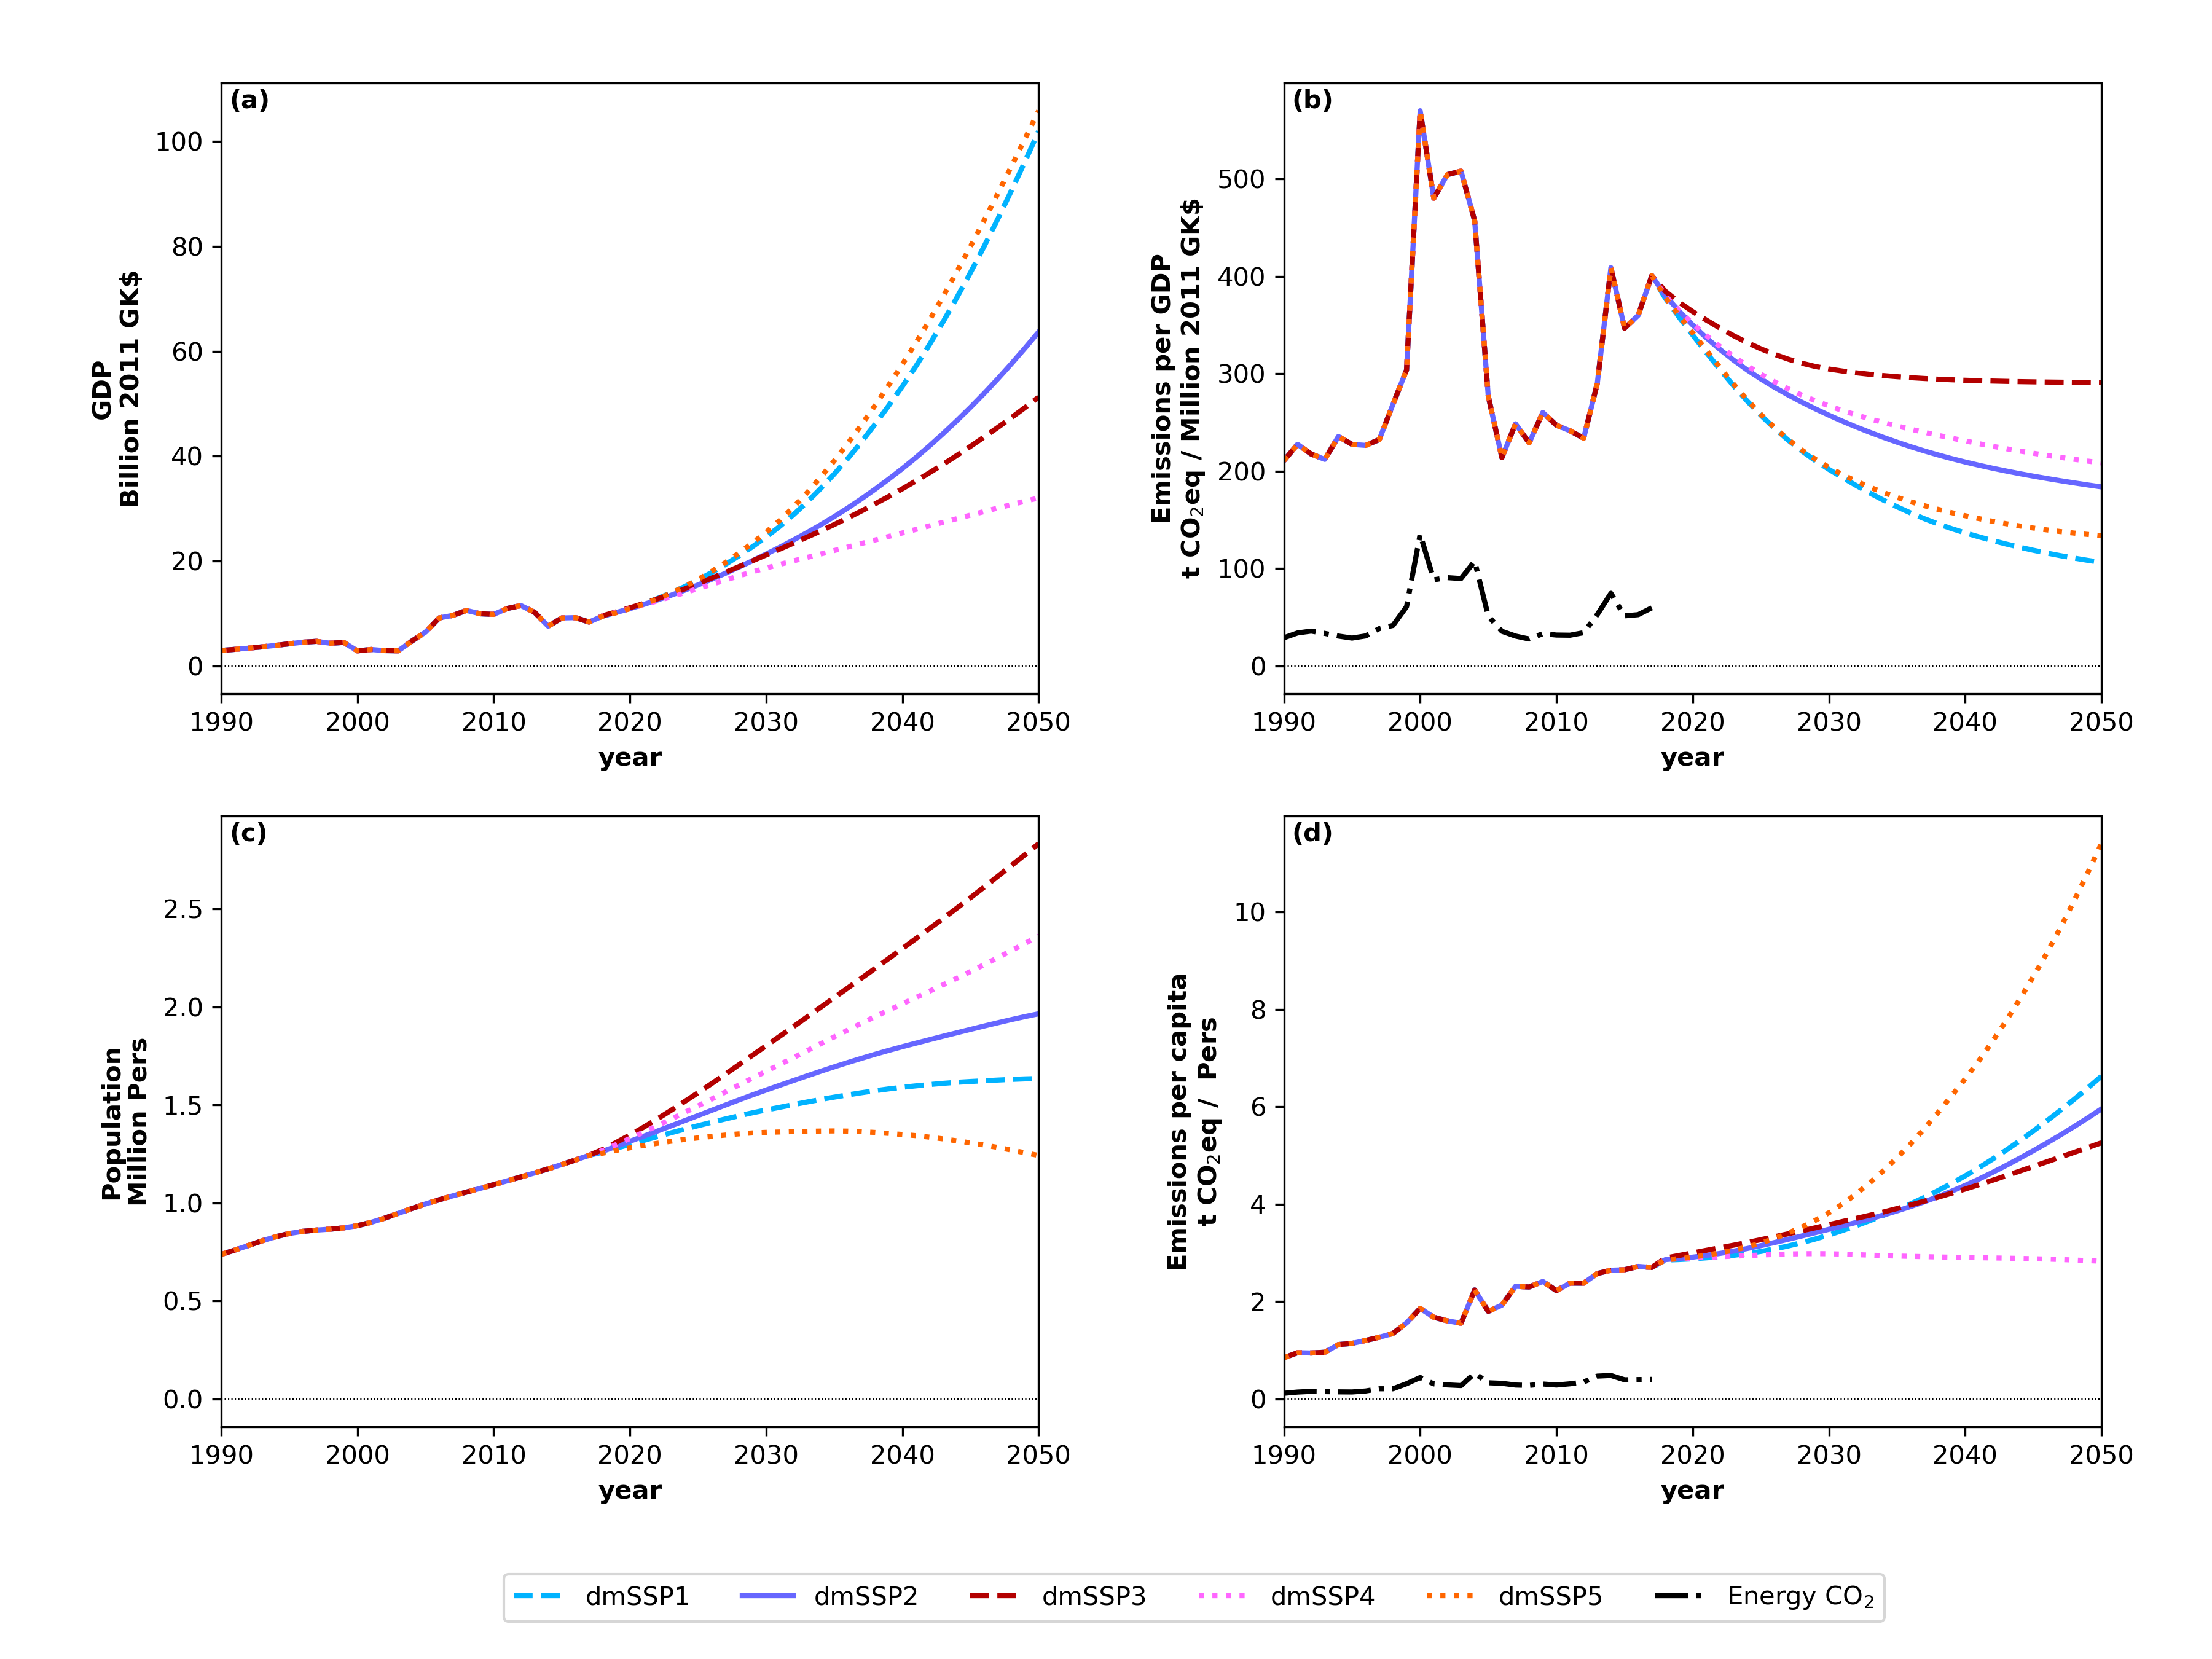 (a)
GDP
Billion 2011 GK$
100
80
60
40
20
0
1990 2000 2010 2020 2030 2040 2050
year
(b)
Emissions per GDP
t CO₂eq / Million 2011 GK$
500
400
300
200
100
0
1990 2000 2010 2020 2030 2040 2050
year
(c)
Population
Million Pers
2.5
2.0
1.5
1.0
0.5
0.0
1990 2000 2010 2020 2030 2040 2050
year
(d)
Emissions per capita
t CO₂eq / Pers
10
8
6
4
2
0
1990 2000 2010 2020 2030 2040 2050
year
dmSSP1 dmSSP2 dmSSP3 dmSSP4 dmSSP5 Energy CO₂